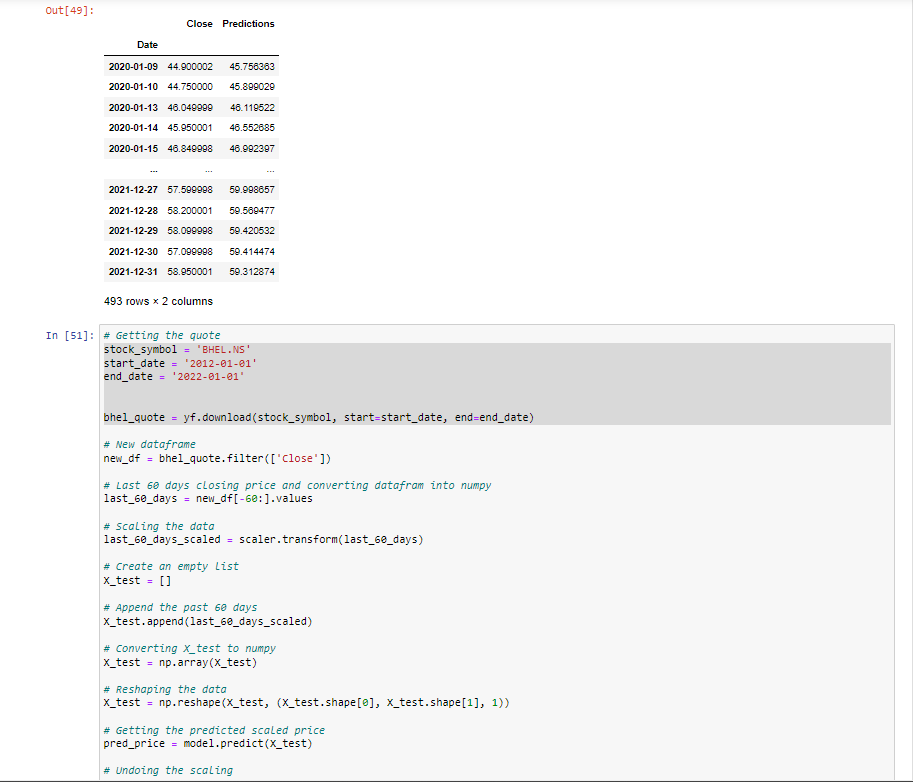 Out[49]:
Close Predictions
Date
2020-01-09 44.900002 45.756363
2020-01-10 44.750000 45.899029
2020-01-13 46.049999 46.119522
2020-01-14 45.950001 46.552685
2020-01-15 46.849998 46.992397
... ... ...
2021-12-27 57.599998 59.998657
2021-12-28 58.200001 59.569477
2021-12-29 58.099998 59.420532
2021-12-30 57.099998 59.414474
2021-12-31 58.950001 59.312874
493 rows × 2 columns
In [51]: # Getting the quote
stock_symbol = 'BHEL.NS'
start_date = '2012-01-01'
end_date = '2022-01-01'
bhel_quote = yf.download(stock_symbol, start=start_date, end=end_date)
# New dataframe
new_df = bhel_quote.filter(['Close'])
# Last 60 days closing price and converting datafram into numpy
last_60_days = new_df[-60:].values
# Scaling the data
last_60_days_scaled = scaler.transform(last_60_days)
# Create an empty list
X_test = []
# Append the past 60 days
X_test.append(last_60_days_scaled)
# Converting X_test to numpy
X_test = np.array(X_test)
# Reshaping the data
X_test = np.reshape(X_test, (X_test.shape[0], X_test.shape[1], 1))
# Getting the predicted scaled price
pred_price = model.predict(X_test)
# Undoing the scaling